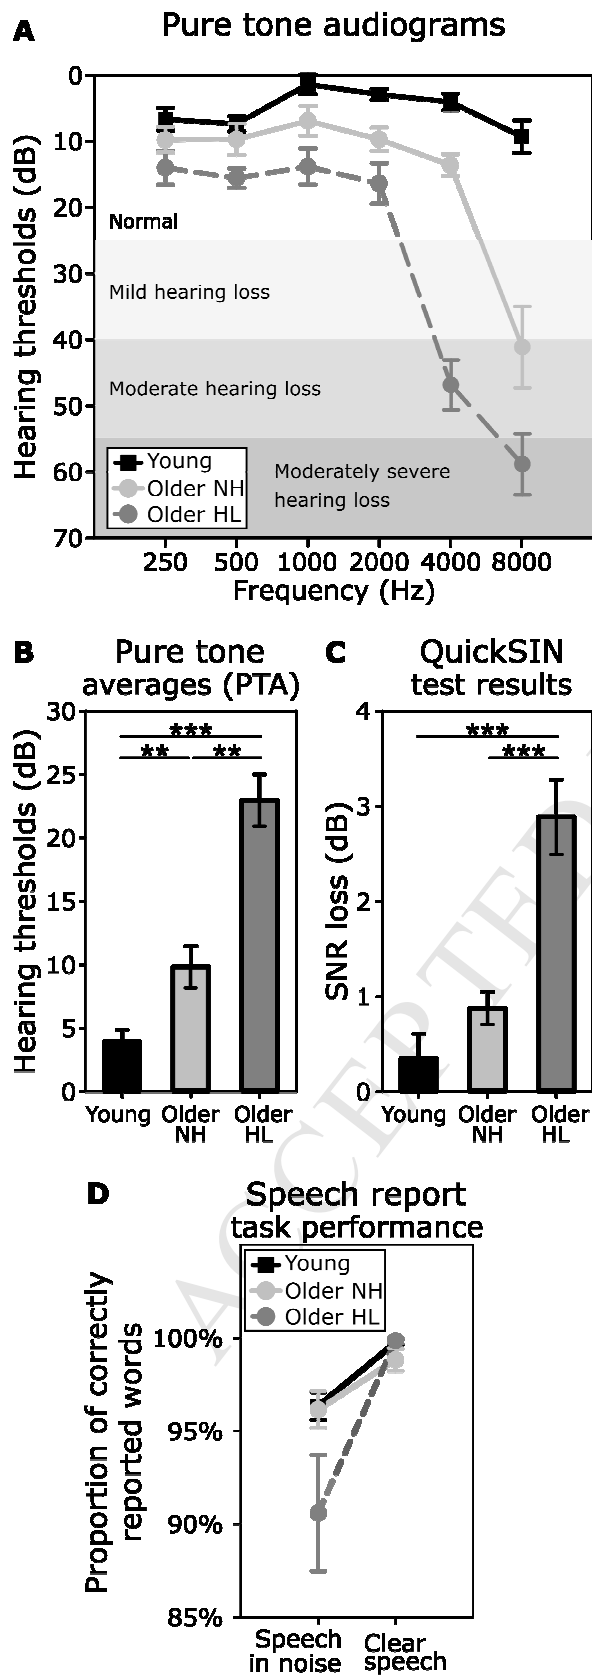 A
Pure tone audiograms
Hearing thresholds (dB)
0
10
20
30
40
50
60
70
Normal
Mild hearing loss
Moderate hearing loss
Moderately severe
hearing loss
Young
Older NH
Older HL
250 500 1000 2000 4000 8000
Frequency (Hz)
B
Pure tone
averages (PTA)
Hearing thresholds (dB)
30
25
20
15
10
5
0
***
** **
Young Older Older
NH HL
C
QuickSIN
test results
SNR loss (dB)
4
3
2
1
0
***
***
Young Older Older
NH HL
D
Speech report
task performance
Proportion of correctly
reported words
Young
Older NH
Older HL
100%
95%
90%
85%
Speech Clear
in noise speech
ACCEPTED